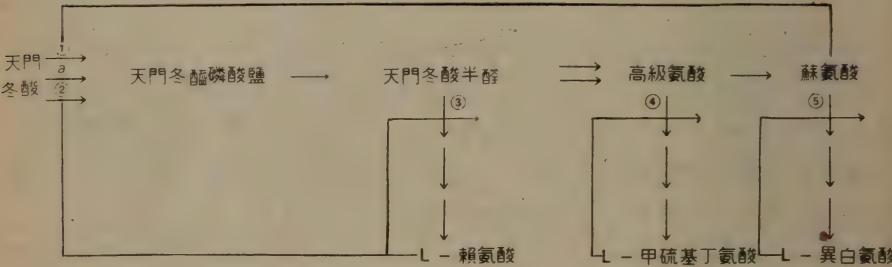 ①
天門
a
冬酸
②
天門冬醯磷酸鹽
天門冬酸半醛
高級氨酸
蘇氨酸
③
④
⑤
L－賴氨酸
L－甲硫基丁氨酸
L－異白氨酸